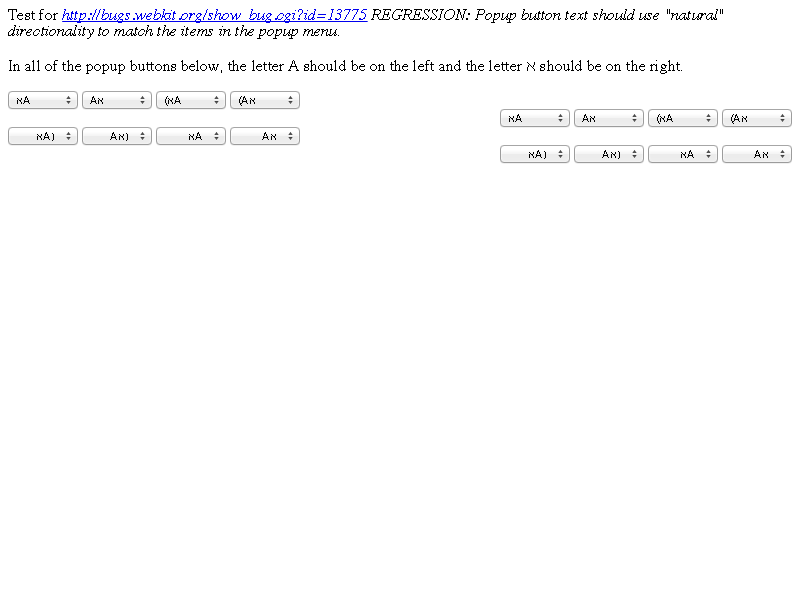 Test for http://bugs.webkit.org/show_bug.cgi?id=13775 REGRESSION: Popup button text should use "natural"
directionality to match the items in the popup menu.
In all of the popup buttons below, the letter A should be on the left and the letter א should be on the right.
אA Aא (אA (Aא
אA Aא (אA (Aא
אA) Aא) אA Aא
אA) Aא) אA Aא